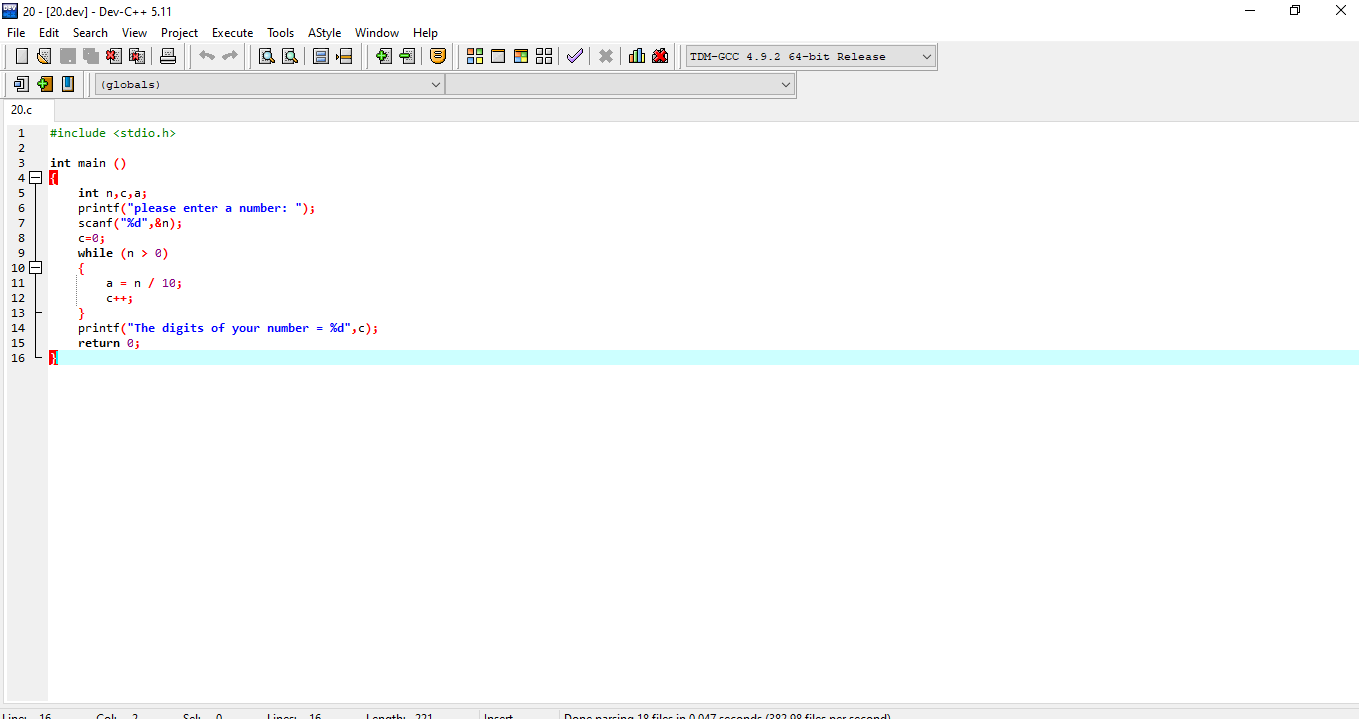 20 - [20.dev] - Dev-C++ 5.11
File Edit Search View Project Execute Tools AStyle Window Help
TDM-GCC 4.9.2 64-bit Release
(globals)
20.c
1 #include <stdio.h>
2
3 int main ()
4 {
5 int n,c,a;
6 printf("please enter a number: ");
7 scanf("%d",&n);
8 c=0;
9 while (n > 0)
10 {
11 a = n / 10;
12 c++;
13 }
14 printf("The digits of your number = %d",c);
15 return 0;
16 }
Line: 16 Col: 2 Sel: 0 Lines: 16 Length: 221 Insert Done parsing 18 files in 0.047 seconds (382.98 files per second)